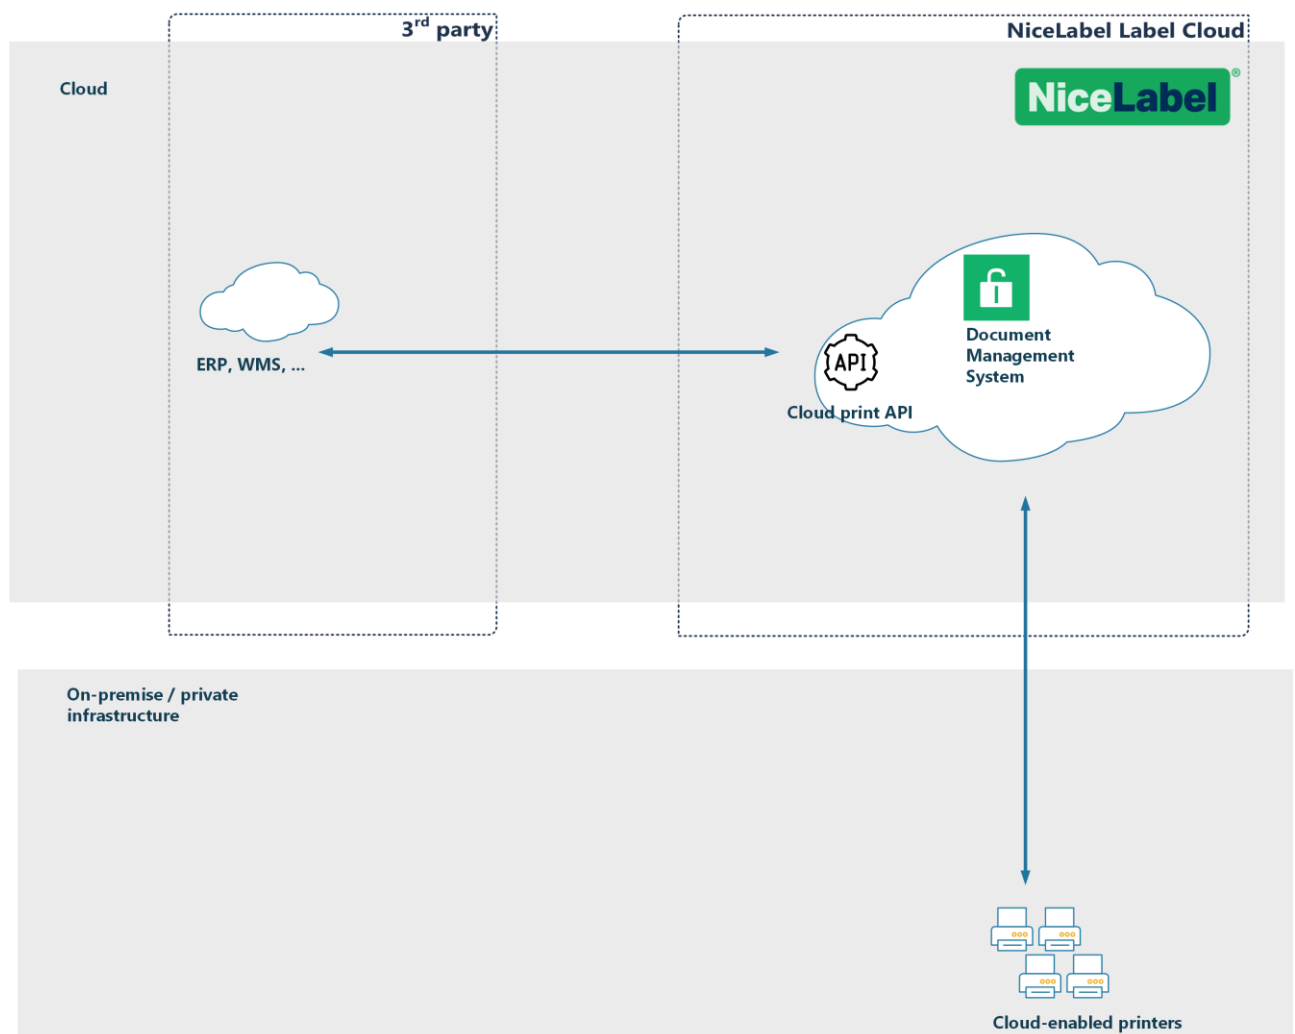 3rd party
NiceLabel Label Cloud
Cloud
NiceLabel®
ERP, WMS, ...
Document
Management
System
API
Cloud print API
On-premise / private
infrastructure
Cloud-enabled printers